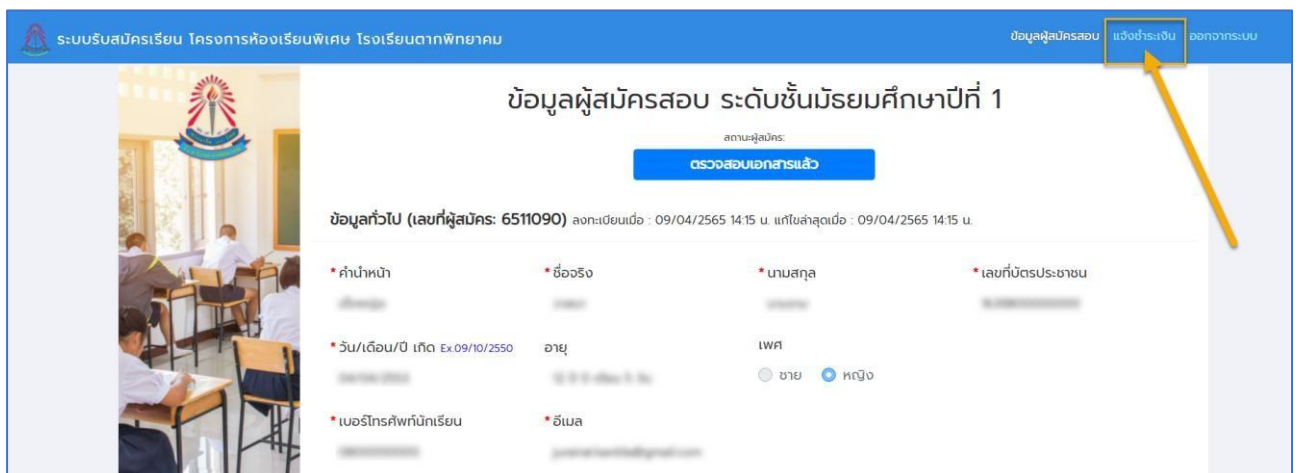 ระบบรับสมัครเรียน โครงการห้องเรียนพิเศษ โรงเรียนตากพิทยาคม
ข้อมูลผู้สมัครสอบ แจ้งชำระเงิน ออกจากระบบ
ข้อมูลผู้สมัครสอบ ระดับชั้นมัธยมศึกษาปีที่ 1
สถานะผู้สมัคร:
ตรวจสอบเอกสารแล้ว
ข้อมูลทั่วไป (เลขที่ผู้สมัคร: 6511090) ลงทะเบียนเมื่อ : 09/04/2565 14:15 น. แก้ไขล่าสุดเมื่อ : 09/04/2565 14:15 น.
* คำนำหน้า * ชื่อจริง * นามสกุล * เลขที่บัตรประชาชน
* วัน/เดือน/ปี เกิด Ex.09/10/2550 อายุ เพศ
ชาย หญิง
* เบอร์โทรศัพท์นักเรียน * อีเมล